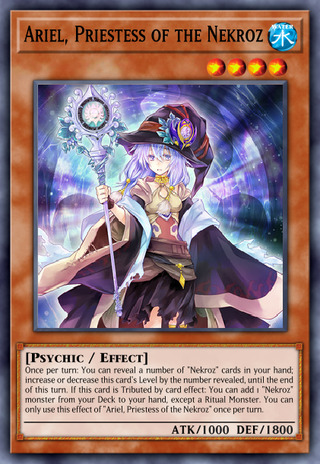 Ariel, Priestess of the Nekroz
WATER
水
[Psychic / Effect]
Once per turn: You can reveal a number of "Nekroz" cards in your hand;
increase or decrease this card's Level by the number revealed, until the end
of this turn. If this card is Tributed by card effect: You can add 1 "Nekroz"
monster from your Deck to your hand, except a Ritual Monster. You can
only use this effect of "Ariel, Priestess of the Nekroz" once per turn.
ATK/1000 DEF/1800